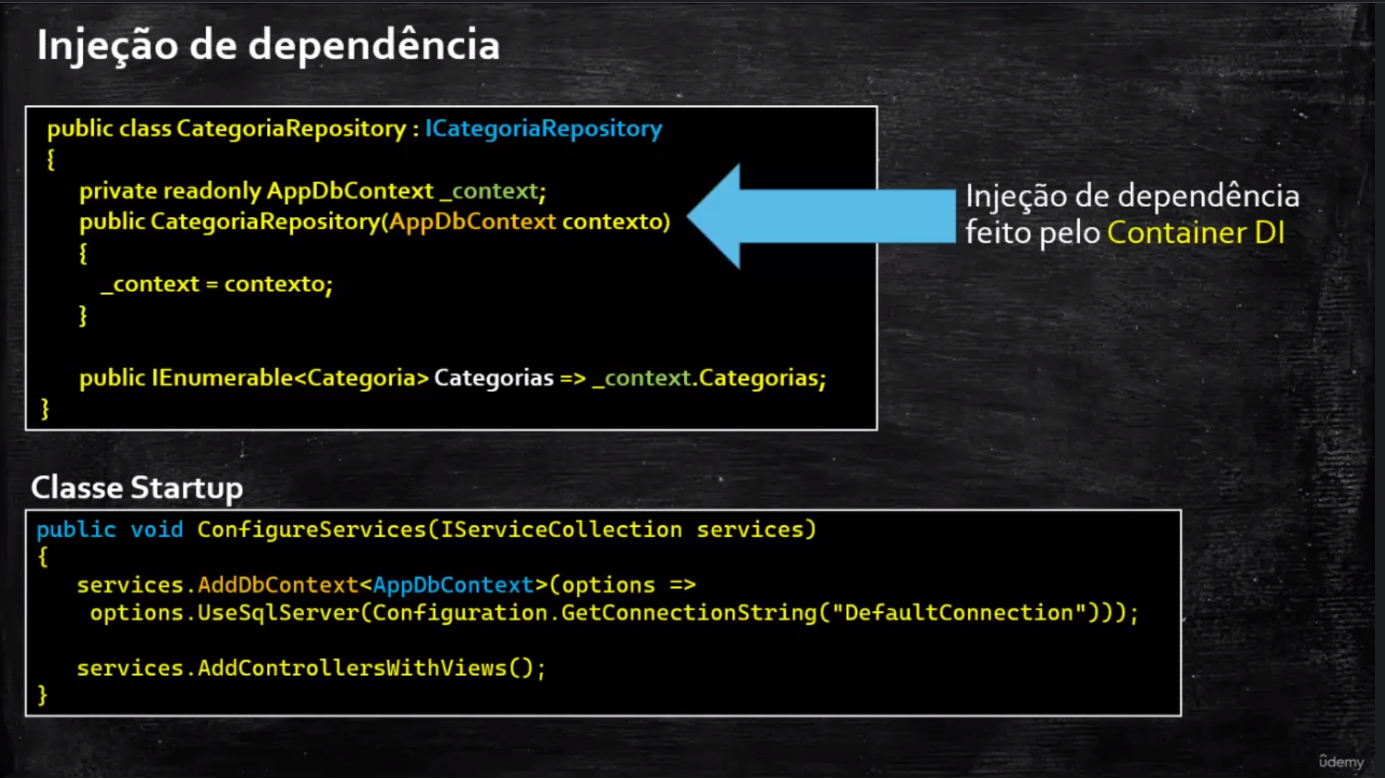 Injeção de dependência
public class CategoriaRepository : ICategoriaRepository
{
private readonly AppDbContext _context;
public CategoriaRepository(AppDbContext contexto)
{
_context = contexto;
}
public IEnumerable<Categoria> Categorias => _context.Categorias;
}
Injeção de dependência
feito pelo Container DI
Classe Startup
public void ConfigureServices(IServiceCollection services)
{
services.AddDbContext<AppDbContext>(options =>
options.UseSqlServer(Configuration.GetConnectionString("DefaultConnection")));
services.AddControllersWithViews();
}
ûdemy